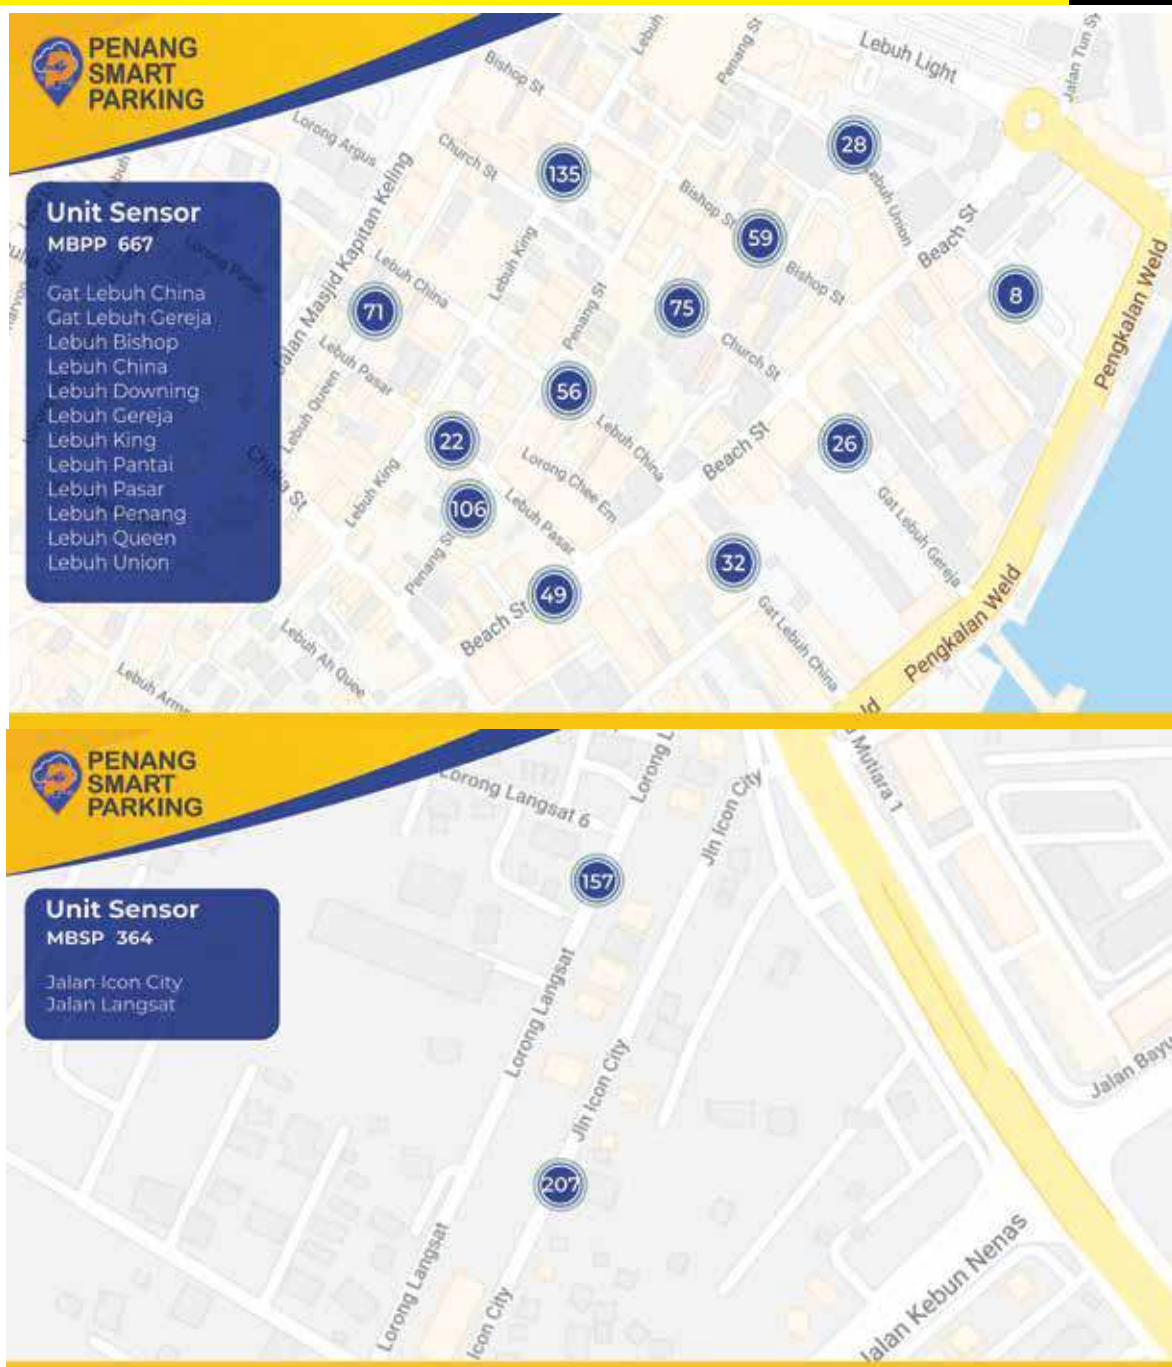 PENANG
SMART
PARKING
Unit Sensor
MBPP 667
Gat Lebuh China
Gat Lebuh Gereja
Lebuh Bishop
Lebuh China
Lebuh Downing
Lebuh Gereja
Lebuh King
Lebuh Pantai
Lebuh Pasar
Lebuh Penang
Lebuh Queen
Lebuh Union
Lebuh
Penang St
Lebuh Light
Bishop St
Lorong Argus
Church St
135
28
Lebuh Union
Jalan Masjid Kapitan Keling
Bishop St
59
Bishop St
Beach St
Lebuh King
Lebuh China
8
Pengkalan Weld
71
75
Penang St
Church St
Lebuh Pasar
Lebuh Queen
56
Lebuh China
22
Lorong Chee Em
Beach St
26
Lebuh King
106
Lebuh Pasar
Gat Lebuh Gereja
Penang St
49
32
Beach St
Gat Lebuh China
Pengkalan Weld
Lebuh Ah Quee
PENANG
SMART
PARKING
Unit Sensor
MBSP 364
Jalan Icon City
Jalan Langsat
Lorong Langsat 6
Jln Icon City
Mutiara 1
157
Lorong Langsat
Jln Icon City
207
Lorong Langsat
Icon City
Jalan Kebun Nenas